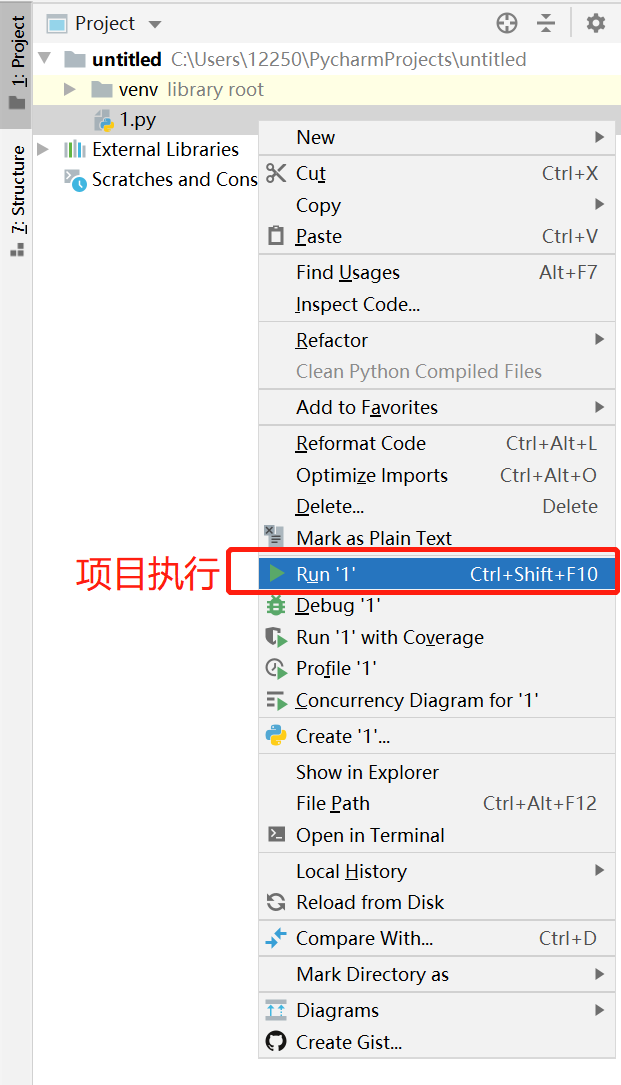 1: Project
7: Structure
Project
untitled C:\Users\12250\PycharmProjects\untitled
venv library root
1.py
External Libraries
Scratches and Cons
New
Cut Ctrl+X
Copy
Paste Ctrl+V
Find Usages Alt+F7
Inspect Code...
Refactor
Clean Python Compiled Files
Add to Favorites
Reformat Code Ctrl+Alt+L
Optimize Imports Ctrl+Alt+O
Delete... Delete
Mark as Plain Text
项目执行 Run '1' Ctrl+Shift+F10
Debug '1'
Run '1' with Coverage
Profile '1'
Concurrency Diagram for '1'
Create '1'...
Show in Explorer
File Path Ctrl+Alt+F12
Open in Terminal
Local History
Reload from Disk
Compare With... Ctrl+D
Mark Directory as
Diagrams
Create Gist...